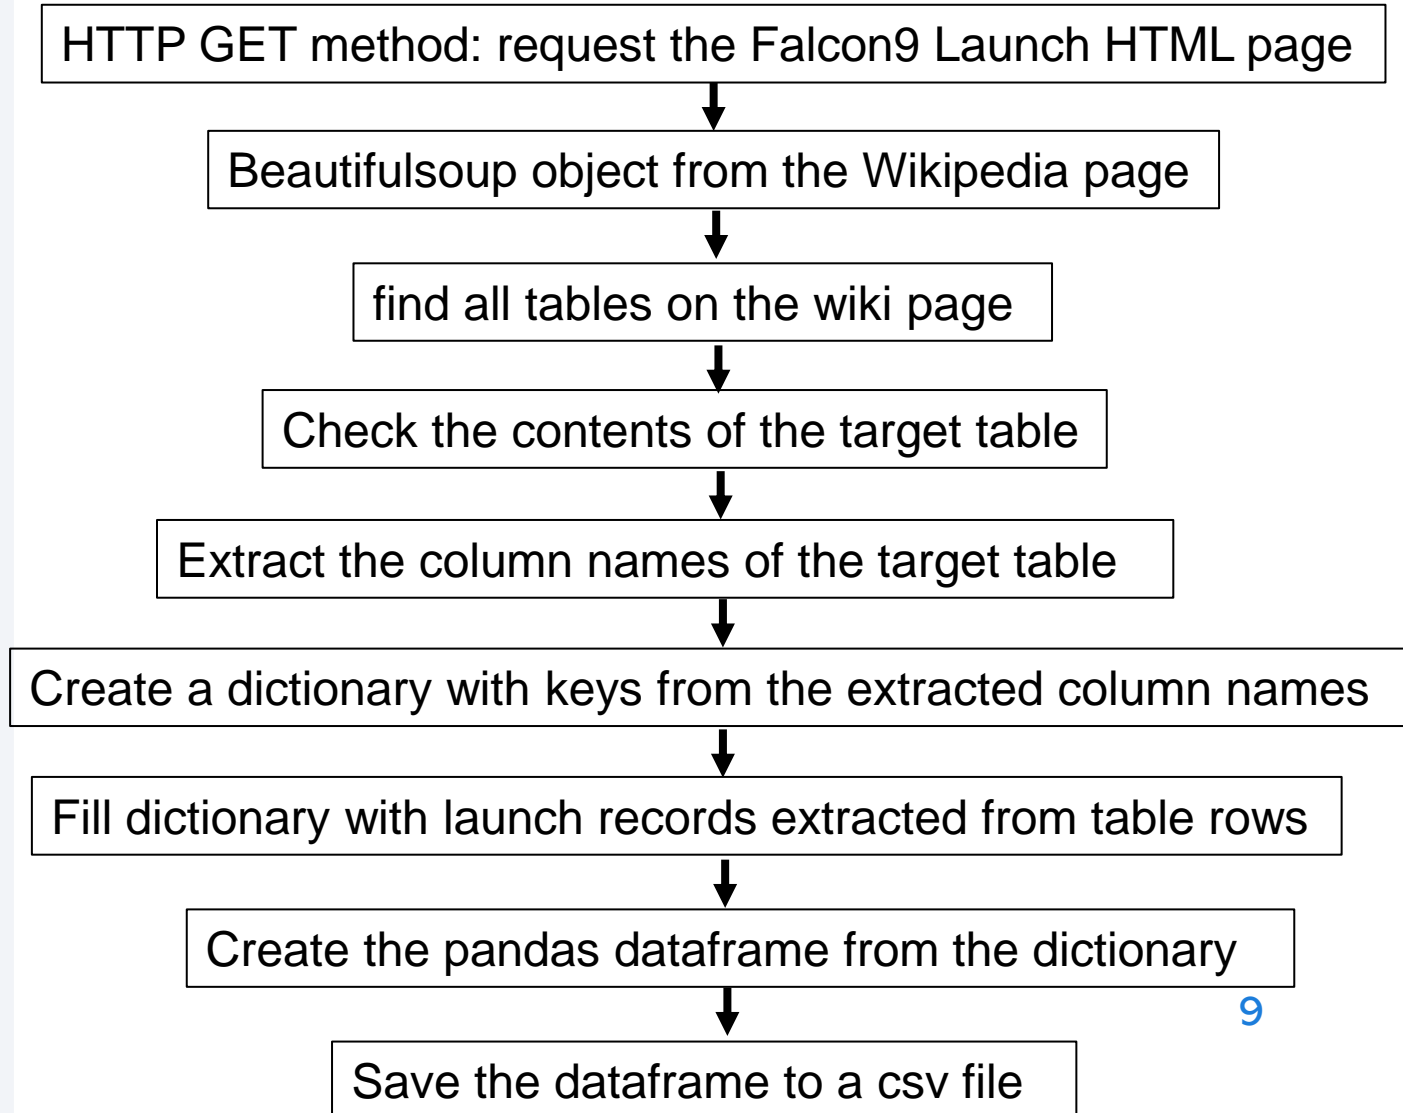 HTTP GET method: request the Falcon9 Launch HTML page
Beautifulsoup object from the Wikipedia page
find all tables on the wiki page
Check the contents of the target table
Extract the column names of the target table
Create a dictionary with keys from the extracted column names
Fill dictionary with launch records extracted from table rows
Create the pandas dataframe from the dictionary
9
Save the dataframe to a csv file